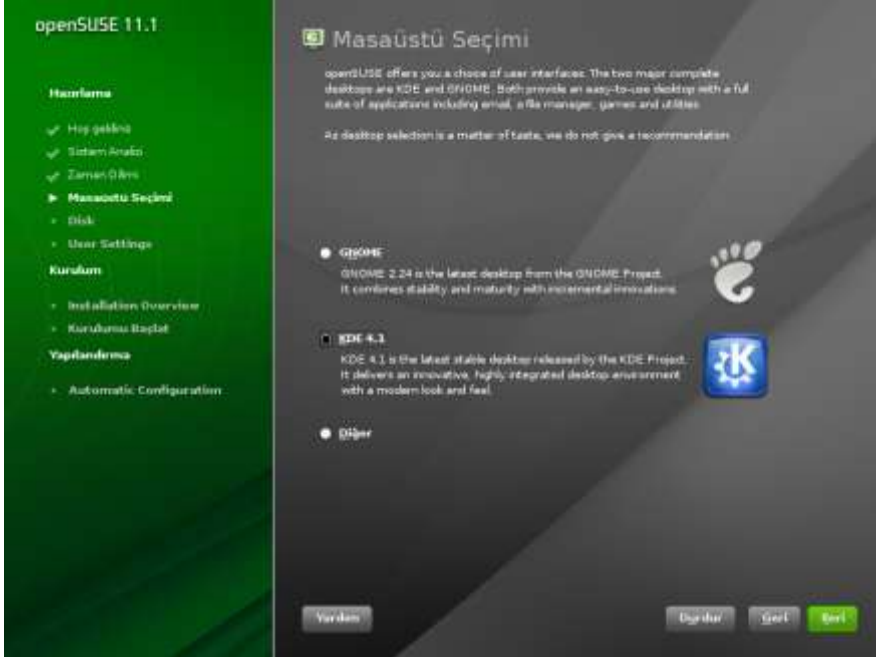 openSUSE 11.1
Hazırlama
Hoş geldiniz
Sistem Analizi
Zaman Dilimi
Masaüstü Seçimi
Disk
User Settings
Kurulum
Installation Overview
Kurulumu Başlat
Yapılandırma
Automatic Configuration
Masaüstü Seçimi
openSUSE offers you a choice of user interfaces. The two major complete
desktops are KDE and GNOME. Both provide an easy-to-use desktop with a full
suite of applications including email, a file manager, games and utilities.
As desktop selection is a matter of taste, we do not give a recommendation.
GNOME
GNOME 2.24 is the latest desktop from the GNOME Project.
It combines stability and maturity with incremental innovations.
KDE 4.1
KDE 4.1 is the latest stable desktop released by the KDE Project.
It delivers an innovative, highly integrated desktop environment
with a modern look and feel.
Diğer
Yardım
Durdur
Geri
İleri